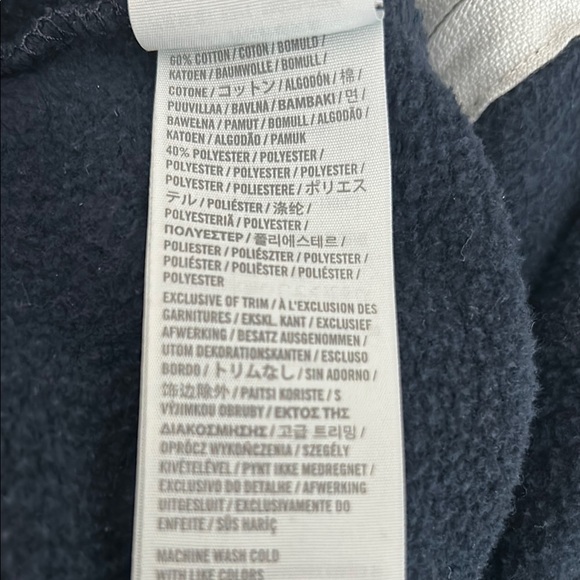 60% COTTON / COTON / BOMULD /
KATOEN / BAUMWOLLE / BOMULL /
COTONE / コットン / ALGODÓN / 棉 /
PUUVILLAA / BAVLNA / BAMBAKI / 면 /
BAWEŁNA / PAMUT / BOMULL / ALGODÃO /
KATOEN / ALGODÃO / PAMUK
40% POLYESTER / POLYESTER /
POLYESTER / POLYESTER / POLYESTER /
POLYESTER / POLIESTERE / ポリエス
テル / POLIÉSTER / 涤纶 /
POLYESTERIÄ / POLYESTER /
ΠΟΛΥΕΣΤΕΡ / 폴리에스테르 /
POLIESTER / POLIÉSZTER / POLYESTER /
POLIÉSTER / POLIËSTER / POLIÉSTER /
POLYESTER
EXCLUSIVE OF TRIM / À L'EXCLUSION DES
GARNITURES / EKSKL. KANT / EXCLUSIEF
AFWERKING / BESATZ AUSGENOMMEN /
UTOM DEKORATIONSKANTEN / ESCLUSO
BORDO / トリムなし / SIN ADORNO /
饰边除外 / PAITSI KORISTE / S
VÝJIMKOU OBRUBY / ΕΚΤΟΣ ΤΗΣ
ΔΙΑΚΟΣΜΗΣΗΣ / 고급 트리밍 /
OPRÓCZ WYKOŃCZENIA / SZEGÉLY
KIVÉTELÉVEL / PYNT IKKE MEDREGNET /
EXCLUSIVO DO DETALHE / AFWERKING
UITGESLUIT / EXCLUSIVAMENTE DO
ENFEITE / SÜS HARİÇ
MACHINE WASH COLD
WITH LIKE COLORS